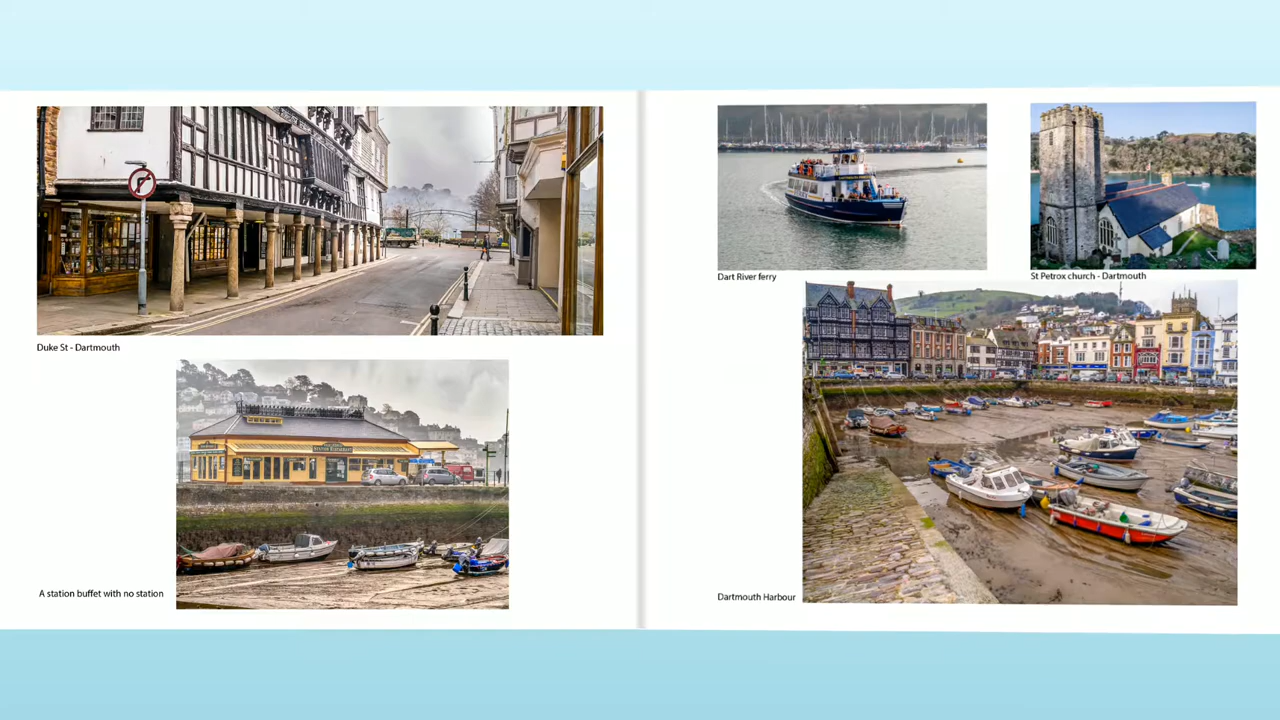 Duke St - Dartmouth
A station buffet with no station
Dart River ferry
St Petrox church - Dartmouth
Dartmouth Harbour